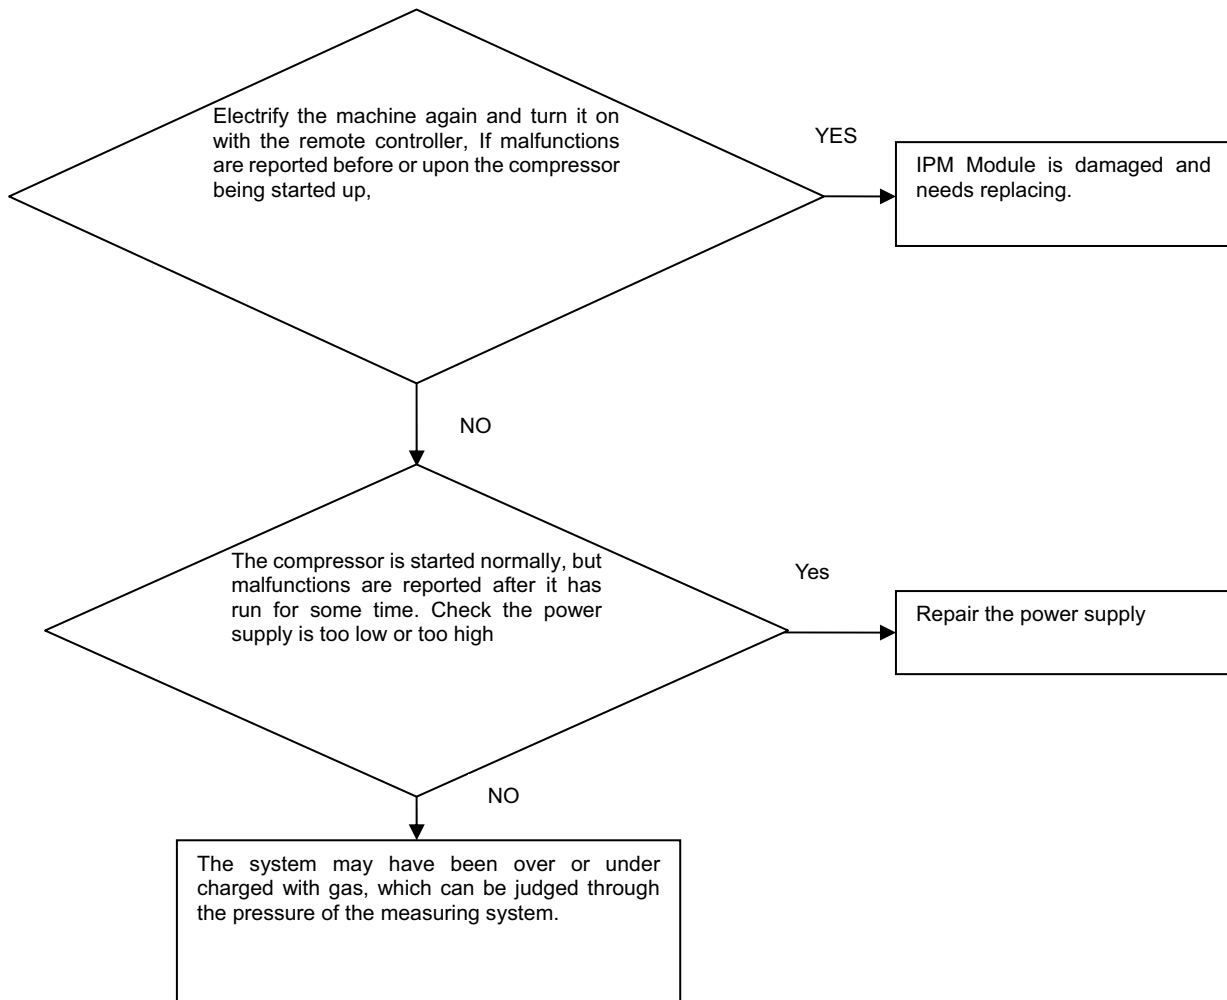 Electrify the machine again and turn it on
with the remote controller, If malfunctions
are reported before or upon the compressor
being started up,
YES
IPM Module is damaged and
needs replacing.
NO
The compressor is started normally, but
malfunctions are reported after it has
run for some time. Check the power
supply is too low or too high
Yes
Repair the power supply
NO
The system may have been over or under
charged with gas, which can be judged through
the pressure of the measuring system.